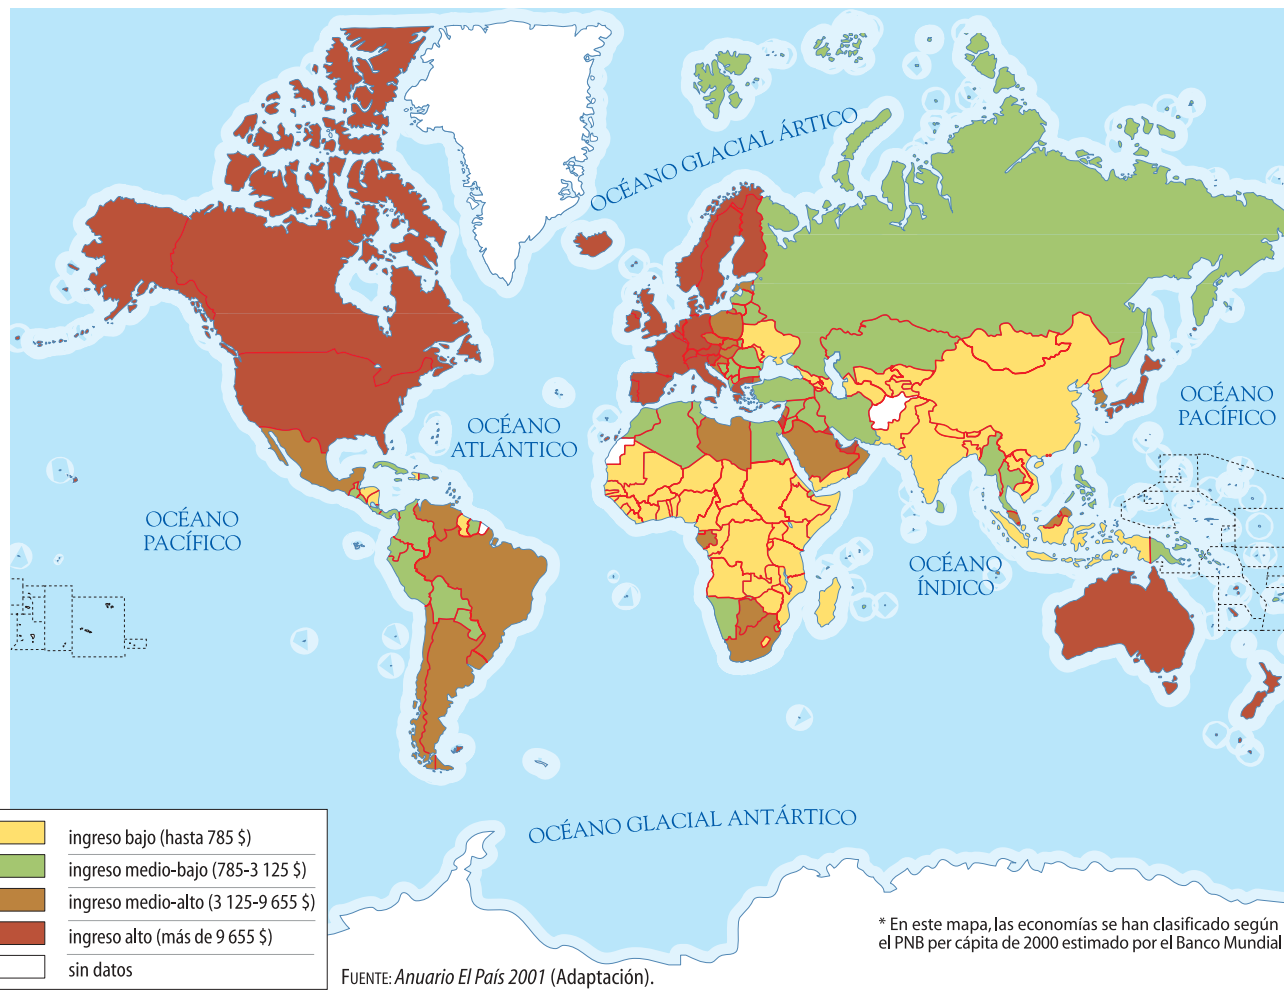 OCÉANO GLACIAL ÁRTICO
OCÉANO
ATLÁNTICO
OCÉANO
PACÍFICO
OCÉANO
PACÍFICO
OCÉANO
ÍNDICO
OCÉANO GLACIAL ANTÁRTICO
ingreso bajo (hasta 785 $)
ingreso medio-bajo (785-3 125 $)
ingreso medio-alto (3 125-9 655 $)
ingreso alto (más de 9 655 $)
sin datos
* En este mapa, las economías se han clasificado según
el PNB per cápita de 2000 estimado por el Banco Mundial
FUENTE: Anuario El País 2001 (Adaptación).